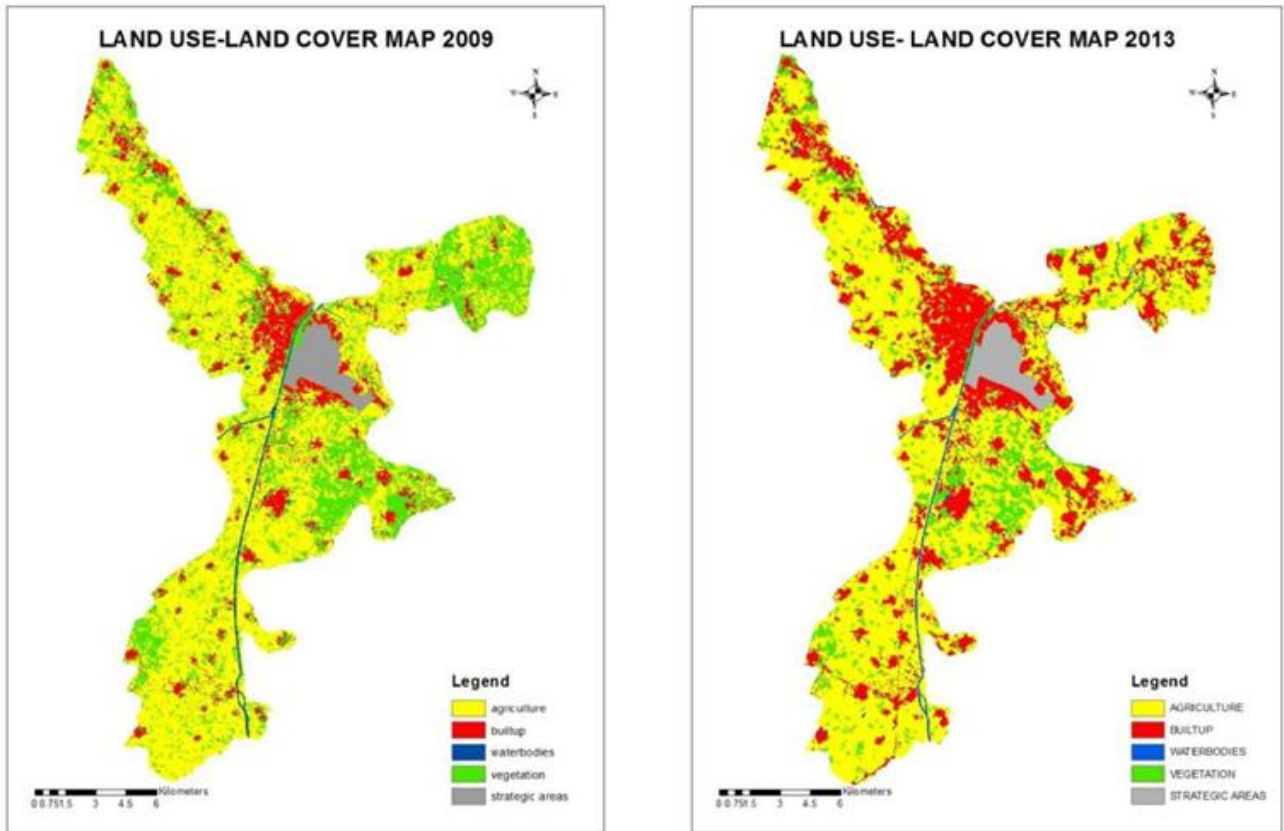 LAND USE-LAND COVER MAP 2009
N
W E
S
Legend
agriculture
builtup
waterbodies
vegetation
strategic areas
Kilometers
0 0.75 1.5 3 4.5 6
LAND USE- LAND COVER MAP 2013
N
W E
S
Legend
AGRICULTURE
BUILTUP
WATERBODIES
VEGETATION
STRATEGIC AREAS
Kilometers
0 0.75 1.5 3 4.5 6